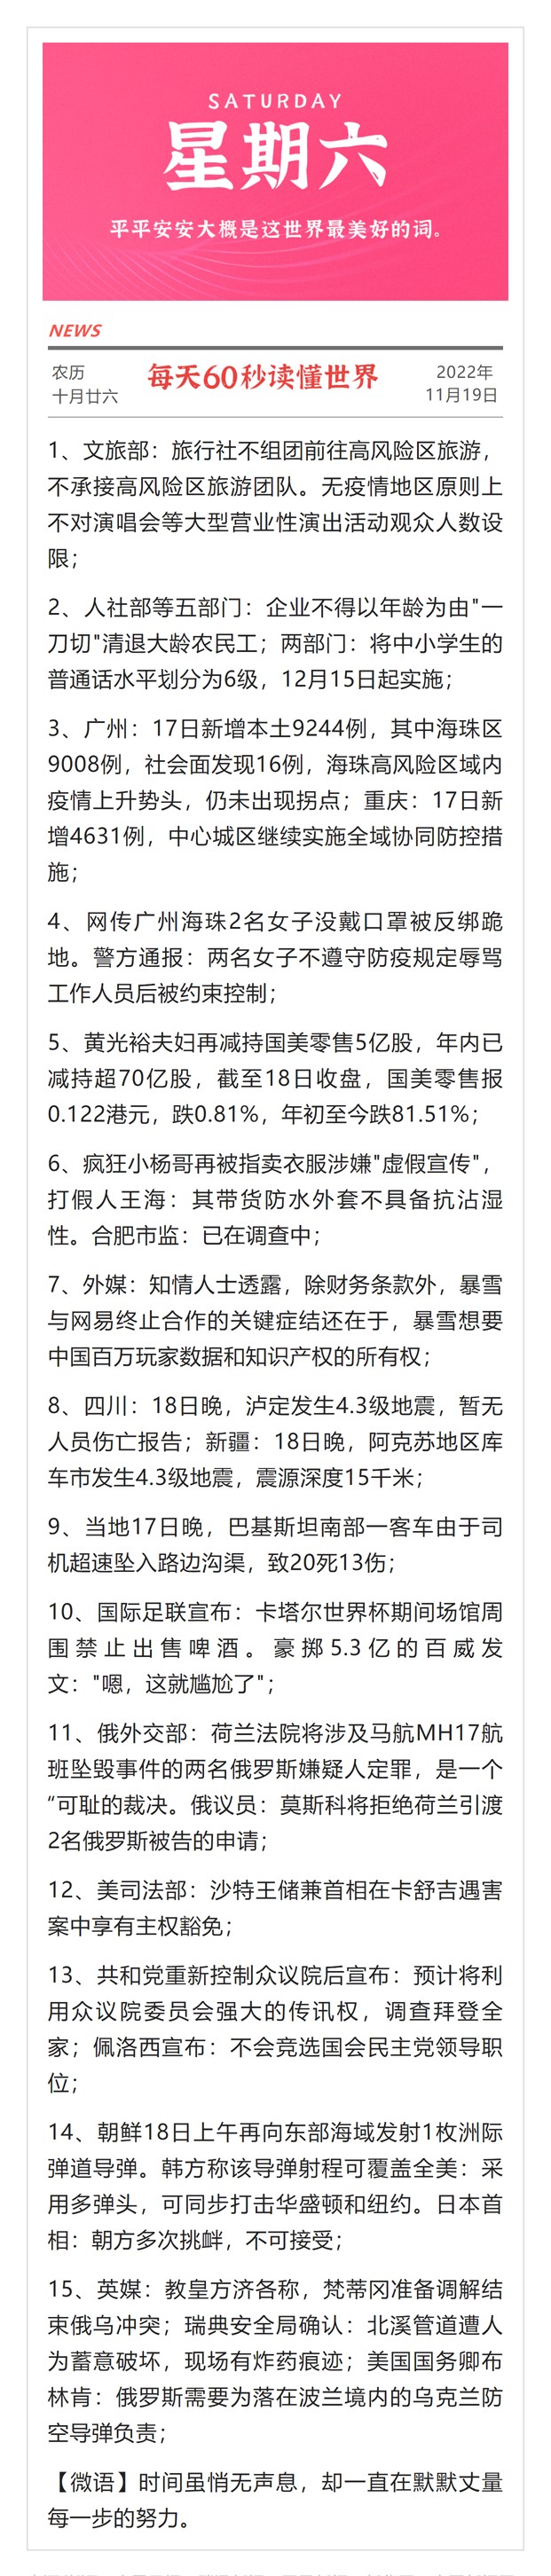 SATURDAY
星期六
平平安安大概是这世界最美好的词。
NEWS
农历
十月廿六
每天60秒读懂世界
2022年
11月19日
1、文旅部：旅行社不组团前往高风险区旅游，
不承接高风险区旅游团队。无疫情地区原则上
不对演唱会等大型营业性演出活动观众人数设
限；
2、人社部等五部门：企业不得以年龄为由"一
刀切"清退大龄农民工；两部门：将中小学生的
普通话水平划分为6级，12月15日起实施；
3、广州：17日新增本土9244例，其中海珠区
9008例，社会面发现16例，海珠高风险区域内
疫情上升势头，仍未出现拐点；重庆：17日新
增4631例，中心城区继续实施全域协同防控措
施；
4、网传广州海珠2名女子没戴口罩被反绑跪
地。警方通报：两名女子不遵守防疫规定辱骂
工作人员后被约束控制；
5、黄光裕夫妇再减持国美零售5亿股，年内已
减持超70亿股，截至18日收盘，国美零售报
0.122港元，跌0.81%，年初至今跌81.51%；
6、疯狂小杨哥再被指卖衣服涉嫌"虚假宣传"，
打假人王海：其带货防水外套不具备抗沾湿
性。合肥市监：已在调查中；
7、外媒：知情人士透露，除财务条款外，暴雪
与网易终止合作的关键症结还在于，暴雪想要
中国百万玩家数据和知识产权的所有权；
8、四川：18日晚，泸定发生4.3级地震，暂无
人员伤亡报告；新疆：18日晚，阿克苏地区库
车市发生4.3级地震，震源深度15千米；
9、当地17日晚，巴基斯坦南部一客车由于司
机超速坠入路边沟渠，致20死13伤；
10、国际足联宣布：卡塔尔世界杯期间场馆周
围禁止出售啤酒。豪掷5.3亿的百威发
文："嗯，这就尴尬了"；
11、俄外交部：荷兰法院将涉及马航MH17航
班坠毁事件的两名俄罗斯嫌疑人定罪，是一个
“可耻的裁决。俄议员：莫斯科将拒绝荷兰引渡
2名俄罗斯被告的申请；
12、美司法部：沙特王储兼首相在卡舒吉遇害
案中享有主权豁免；
13、共和党重新控制众议院后宣布：预计将利
用众议院委员会强大的传讯权，调查拜登全
家；佩洛西宣布：不会竞选国会民主党领导职
位；
14、朝鲜18日上午再向东部海域发射1枚洲际
弹道导弹。韩方称该导弹射程可覆盖全美：采
用多弹头，可同步打击华盛顿和纽约。日本首
相：朝方多次挑衅，不可接受；
15、英媒：教皇方济各称，梵蒂冈准备调解结
束俄乌冲突；瑞典安全局确认：北溪管道遭人
为蓄意破坏，现场有炸药痕迹；美国国务卿布
林肯：俄罗斯需要为落在波兰境内的乌克兰防
空导弹负责；
【微语】时间虽悄无声息，却一直在默默丈量
每一步的努力。